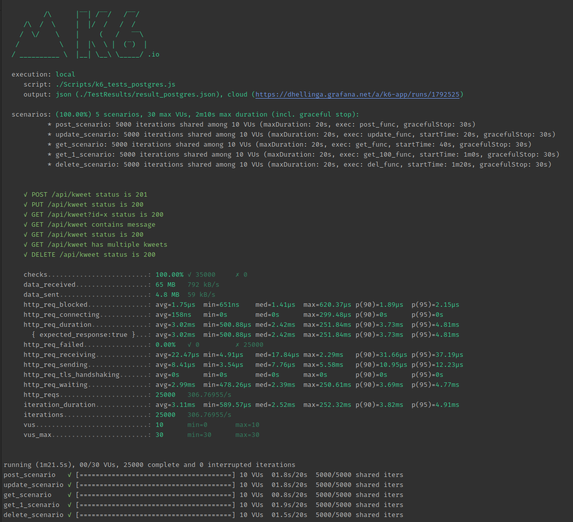 /\      |‾‾| /‾‾/   /‾‾/
/\  /  \     |  |/  /   /  /
/  \/    \    |     (   /   ‾‾\
/          \   |  |\  \ |  (‾)  |
/ __________ \  |__| \__\ \_____/ .io
execution: local
script: ./Scripts/k6_tests_postgres.js
output: json (./TestResults/result_postgres.json), cloud (https://dhellinga.grafana.net/a/k6-app/runs/1792525)
scenarios: (100.00%) 5 scenarios, 30 max VUs, 2m10s max duration (incl. graceful stop):
* post_scenario: 5000 iterations shared among 10 VUs (maxDuration: 20s, exec: post_func, gracefulStop: 30s)
* update_scenario: 5000 iterations shared among 10 VUs (maxDuration: 20s, exec: update_func, startTime: 20s, gracefulStop: 30s)
* get_scenario: 5000 iterations shared among 10 VUs (maxDuration: 20s, exec: get_func, startTime: 40s, gracefulStop: 30s)
* get_1_scenario: 5000 iterations shared among 10 VUs (maxDuration: 20s, exec: get_100_func, startTime: 1m0s, gracefulStop: 30s)
* delete_scenario: 5000 iterations shared among 10 VUs (maxDuration: 20s, exec: del_func, startTime: 1m20s, gracefulStop: 30s)
✓ POST /api/kweet status is 201
✓ PUT /api/kweet status is 200
✓ GET /api/kweet?id=x status is 200
✓ GET /api/kweet contains message
✓ GET /api/kweet status is 200
✓ GET /api/kweet has multiple kweets
✓ DELETE /api/kweet status is 200
checks.........................: 100.00% ✓ 35000 ✗ 0
data_received..................: 65 MB 792 kB/s
data_sent......................: 4.8 MB 59 kB/s
http_req_blocked...............: avg=1.75µs min=651ns med=1.41µs max=620.37µs p(90)=1.89µs p(95)=2.15µs
http_req_connecting............: avg=158ns min=0s med=0s max=299.48µs p(90)=0s p(95)=0s
http_req_duration..............: avg=3.02ms min=500.88µs med=2.42ms max=251.84ms p(90)=3.73ms p(95)=4.81ms
{ expected_response:true }...: avg=3.02ms min=500.88µs med=2.42ms max=251.84ms p(90)=3.73ms p(95)=4.81ms
http_req_failed................: 0.00% ✓ 0 ✗ 25000
http_req_receiving.............: avg=22.47µs min=4.91µs med=17.84µs max=2.29ms p(90)=31.66µs p(95)=37.19µs
http_req_sending...............: avg=8.41µs min=3.54µs med=7.76µs max=5.58ms p(90)=10.95µs p(95)=12.23µs
http_req_tls_handshaking.......: avg=0s min=0s med=0s max=0s p(90)=0s p(95)=0s
http_req_waiting...............: avg=2.99ms min=478.26µs med=2.39ms max=250.61ms p(90)=3.69ms p(95)=4.77ms
http_reqs......................: 25000 306.76955/s
iteration_duration.............: avg=3.11ms min=589.57µs med=2.52ms max=252.32ms p(90)=3.82ms p(95)=4.91ms
iterations.....................: 25000 306.76955/s
vus............................: 10 min=0 max=10
vus_max........................: 30 min=30 max=30
running (1m21.5s), 00/30 VUs, 25000 complete and 0 interrupted iterations
post_scenario ✓ [======================================] 10 VUs 01.8s/20s 5000/5000 shared iters
update_scenario ✓ [======================================] 10 VUs 01.8s/20s 5000/5000 shared iters
get_scenario ✓ [======================================] 10 VUs 00.8s/20s 5000/5000 shared iters
get_1_scenario ✓ [======================================] 10 VUs 01.9s/20s 5000/5000 shared iters
delete_scenario ✓ [======================================] 10 VUs 01.5s/20s 5000/5000 shared iters